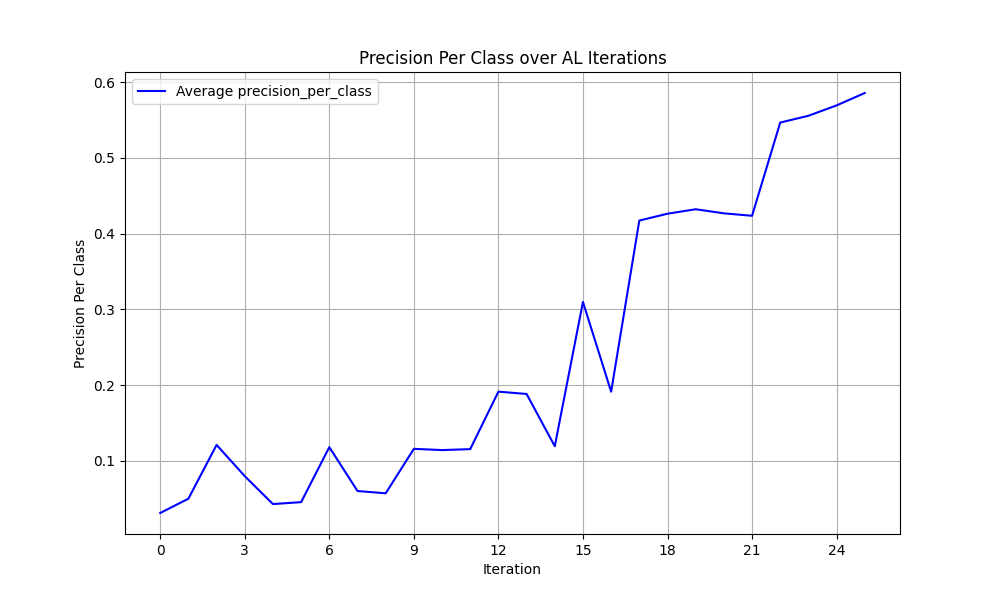 Precision Per Class over AL Iterations
Average precision_per_class
Precision Per Class
0.6
0.5
0.4
0.3
0.2
0.1
0 3 6 9 12 15 18 21 24
Iteration